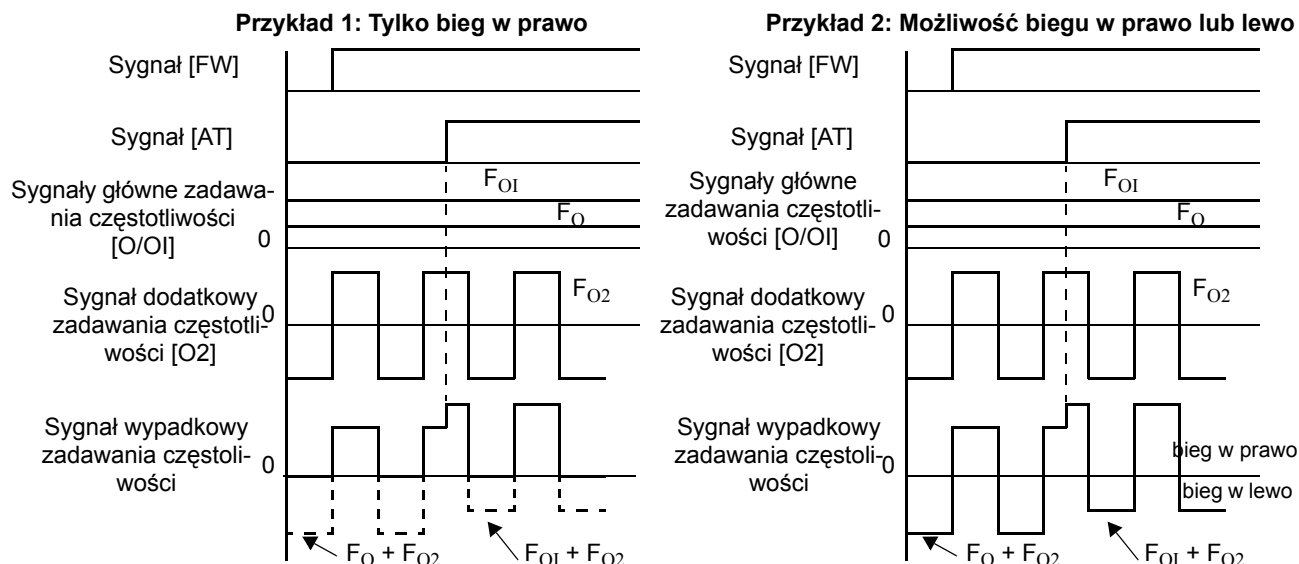 Przykład 1: Tylko bieg w prawo
Sygnał [FW]
Sygnał [AT]
Sygnały główne zadawa-
nia częstotliwości
[O/OI]
0
F_OI
F_O
Sygnał dodatkowy
zadawania częstotli-
wości [O2]
0
F_O2
Sygnał wypadkowy
zadawania częstoli-
wości
0
F_O + F_O2
F_OI + F_O2
Przykład 2: Możliwość biegu w prawo lub lewo
Sygnał [FW]
Sygnał [AT]
Sygnały główne
zadawania częstotli-
wości [O/OI]
0
F_OI
F_O
Sygnał dodatkowy
zadawania częstotli-
wości [O2]
0
F_O2
Sygnał wypadkowy
zadawania częstoli-
wości
0
bieg w prawo
bieg w lewo
F_O + F_O2
F_OI + F_O2